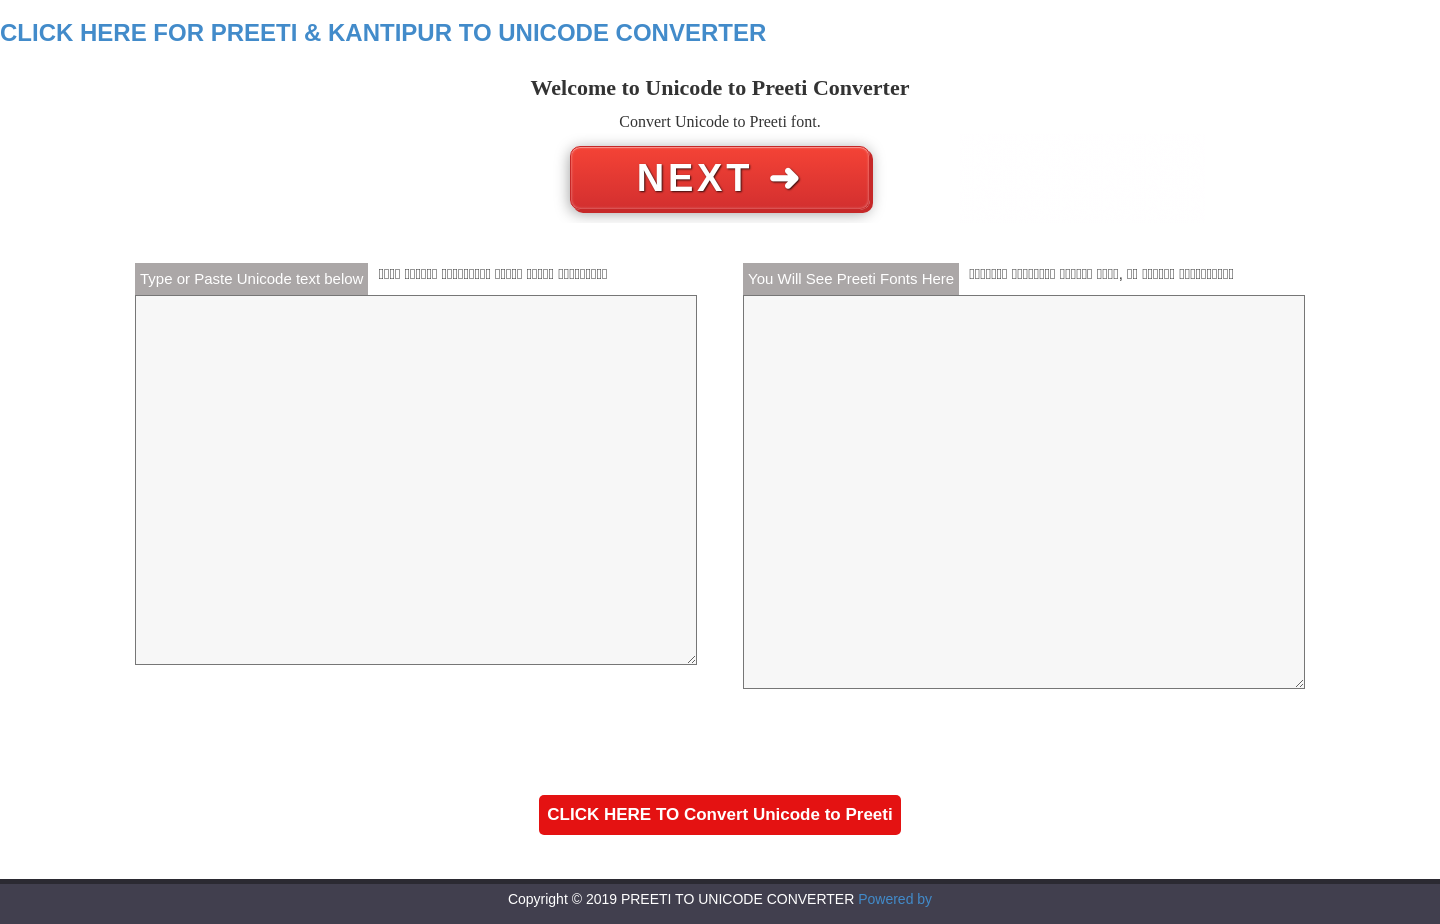 CLICK HERE FOR PREETI & KANTIPUR TO UNICODE CONVERTER
Welcome to Unicode to Preeti Converter
Convert Unicode to Preeti font.
NEXT ➜
Type or Paste Unicode text below
You Will See Preeti Fonts Here
CLICK HERE TO Convert Unicode to Preeti
Copyright © 2019 PREETI TO UNICODE CONVERTER Powered by